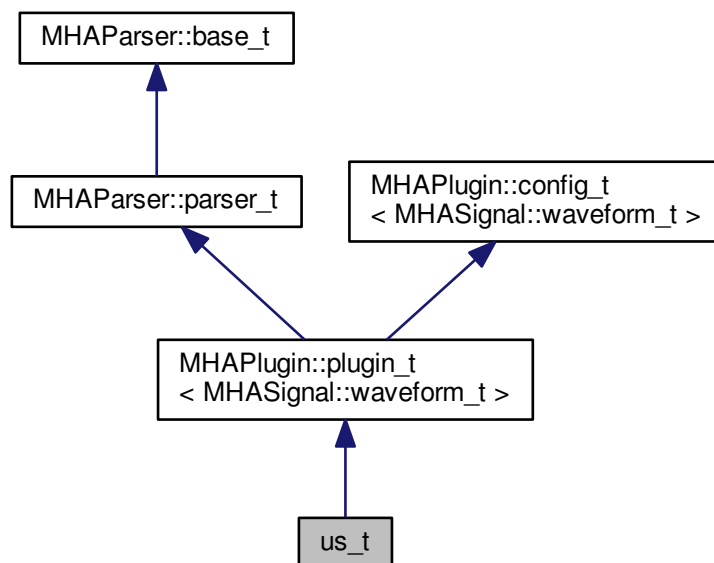 MHAParser::base_t
MHAParser::parser_t
MHAPlugin::config_t
< MHASignal::waveform_t >
MHAPlugin::plugin_t
< MHASignal::waveform_t >
us_t